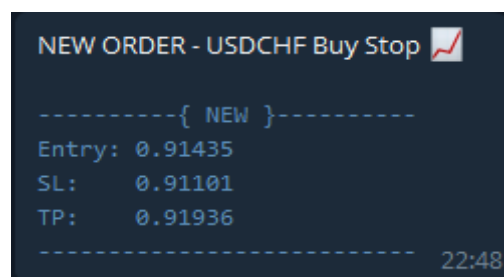 NEW ORDER - USDCHF Buy Stop 📈
----------{ NEW }----------
Entry: 0.91435
SL:    0.91101
TP:    0.91936
---------------------------
22:48